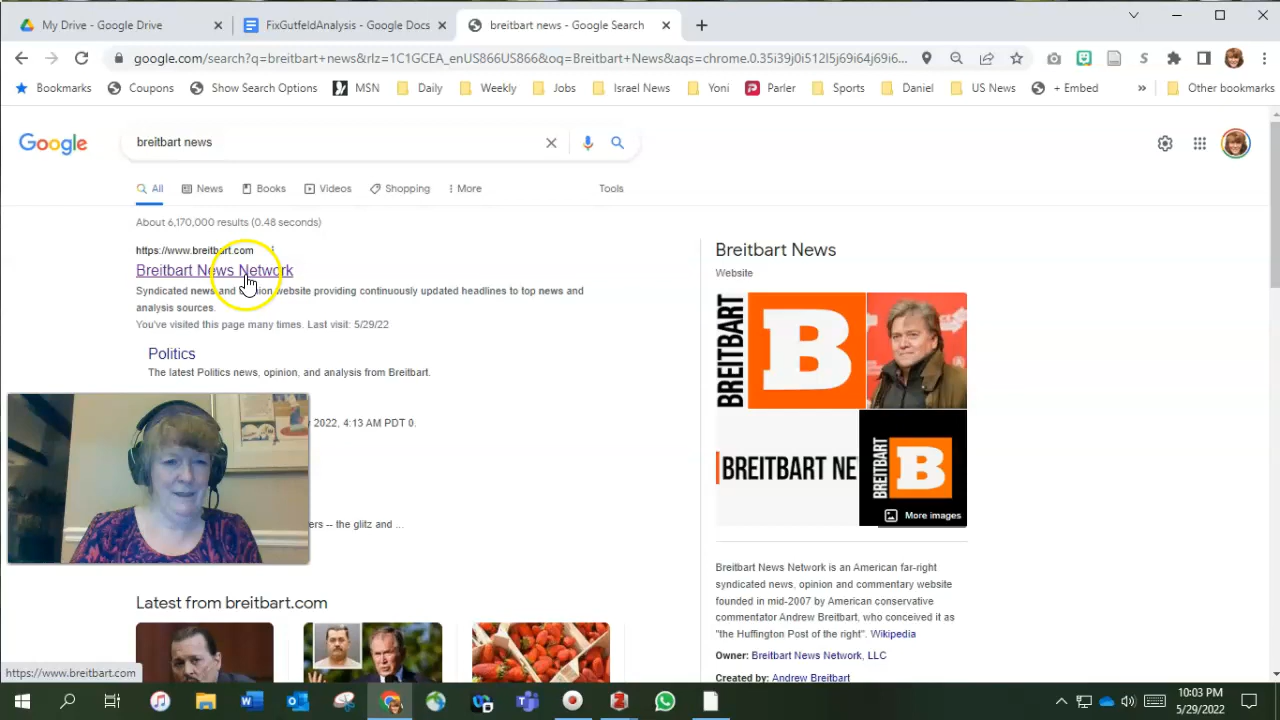 My Drive - Google Drive
FixGutfeldAnalysis - Google Docs
breitbart news - Google Search
google.com/search?q=breitbart+news&rlz=1C1GCEA_enUS866US866&oq=Breitbart+News&aqs=chrome.0.35i39j0i512l5j69i64j69i6...
Bookmarks
Coupons
Show Search Options
MSN
Daily
Weekly
Jobs
Israel News
Yoni
Parler
Sports
Daniel
US News
+ Embed
»
Other bookmarks
Google
breitbart news
All
News
Books
Videos
Shopping
More
Tools
About 6,170,000 results (0.48 seconds)
https://www.breitbart.com
Breitbart News Network
Syndicated news and opinion website providing continuously updated headlines to top news and
analysis sources.
You've visited this page many times. Last visit: 5/29/22
Politics
The latest Politics news, opinion, and analysis from Breitbart.
2022, 4:13 AM PDT 0.
ers -- the glitz and ...
Latest from breitbart.com
https://www.breitbart.com
Breitbart News
Website
BREITBART
B
BREITBART NE
BREITBART
B
More images
Breitbart News Network is an American far-right
syndicated news, opinion and commentary website
founded in mid-2007 by American conservative
commentator Andrew Breitbart, who conceived it as
"the Huffington Post of the right". Wikipedia
Owner: Breitbart News Network, LLC
Created by: Andrew Breitbart
10:03 PM
5/29/2022